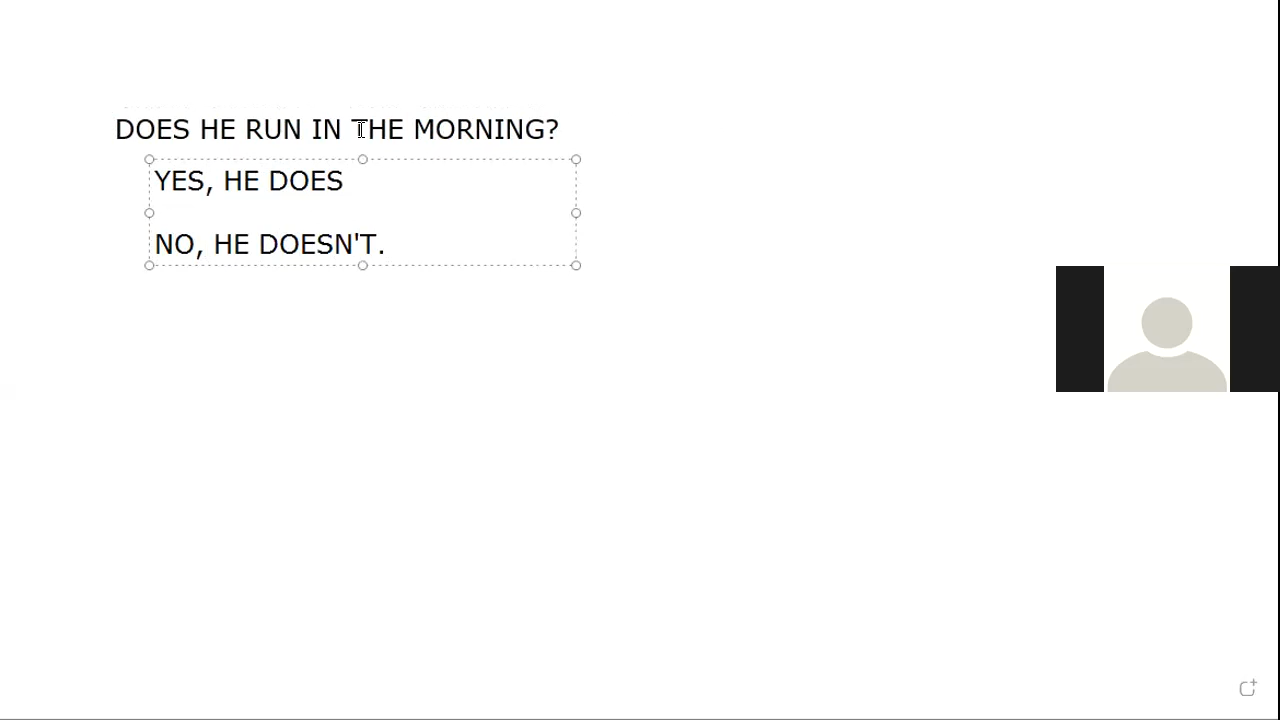 DOES HE RUN IN THE MORNING?
YES, HE DOES
NO, HE DOESN'T.